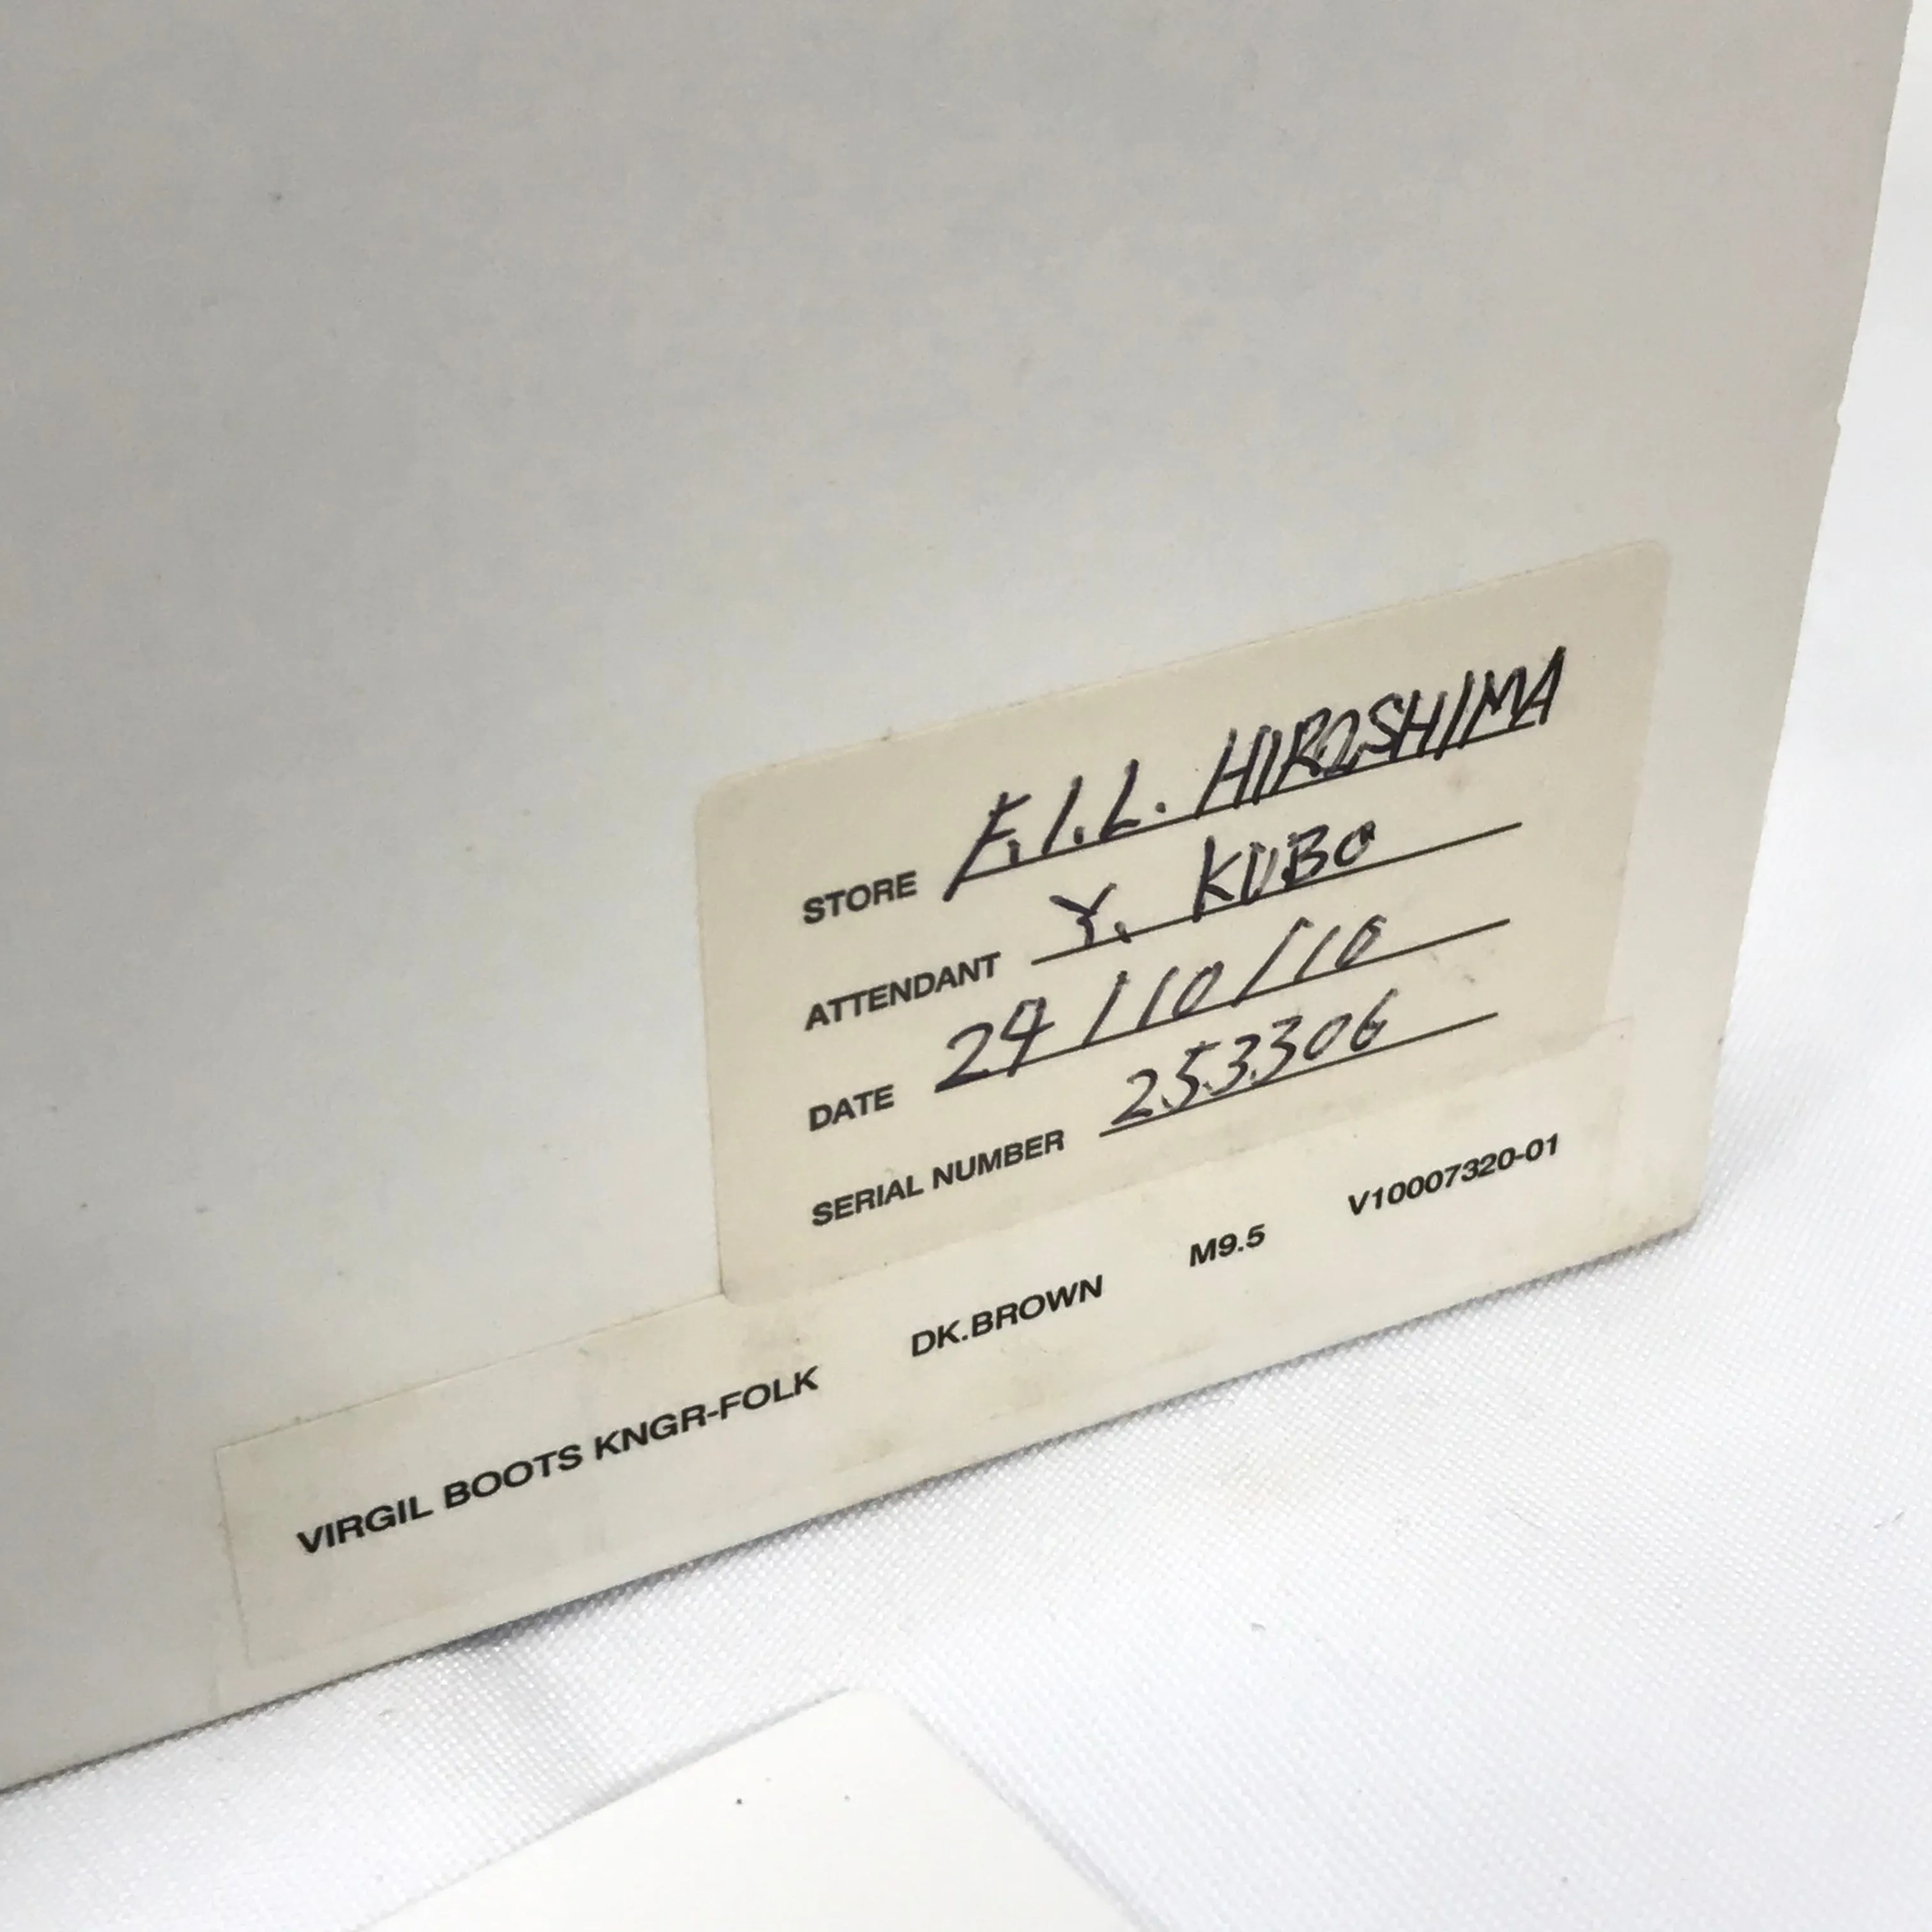 STORE F.I.L. HIROSHIMA
ATTENDANT Y. KUBO
DATE 24/10/10
SERIAL NUMBER 253306
VIRGIL BOOTS KNGR-FOLK DK.BROWN M9.5 V10007320-01